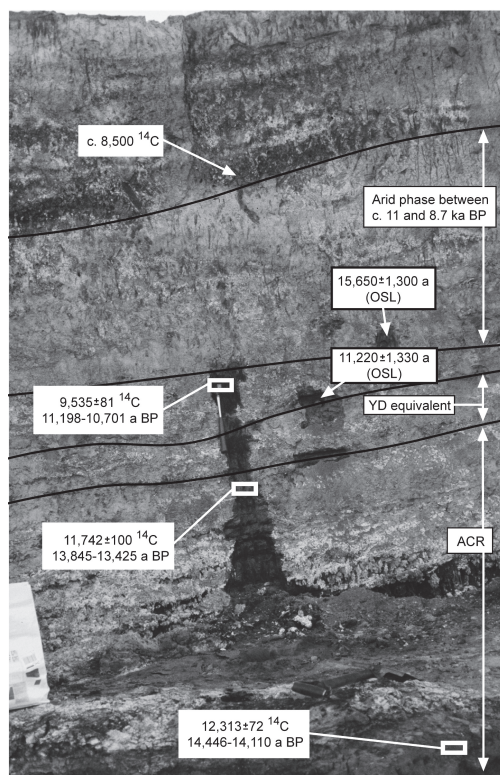 c. 8,500 ¹⁴C
Arid phase between
c. 11 and 8.7 ka BP
15,650±1,300 a
(OSL)
11,220±1,330 a
(OSL)
9,535±81 ¹⁴C
11,198-10,701 a BP
YD equivalent
11,742±100 ¹⁴C
13,845-13,425 a BP
ACR
12,313±72 ¹⁴C
14,446-14,110 a BP